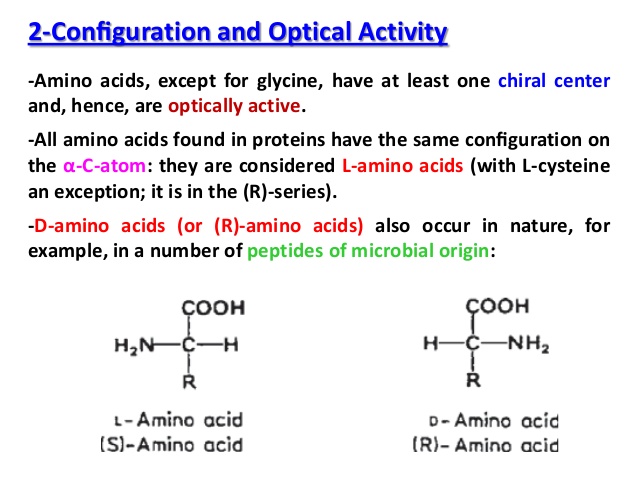 2-Configuration and Optical Activity
-Amino acids, except for glycine, have at least one chiral center
and, hence, are optically active.
-All amino acids found in proteins have the same configuration on
the α-C-atom: they are considered L-amino acids (with L-cysteine
an exception; it is in the (R)-series).
-D-amino acids (or (R)-amino acids) also occur in nature, for
example, in a number of peptides of microbial origin:
COOH
H₂N—C—H
R
L-Amino acid
(S)-Amino acid
COOH
H—C—NH₂
R
D-Amino acid
(R)-Amino acid